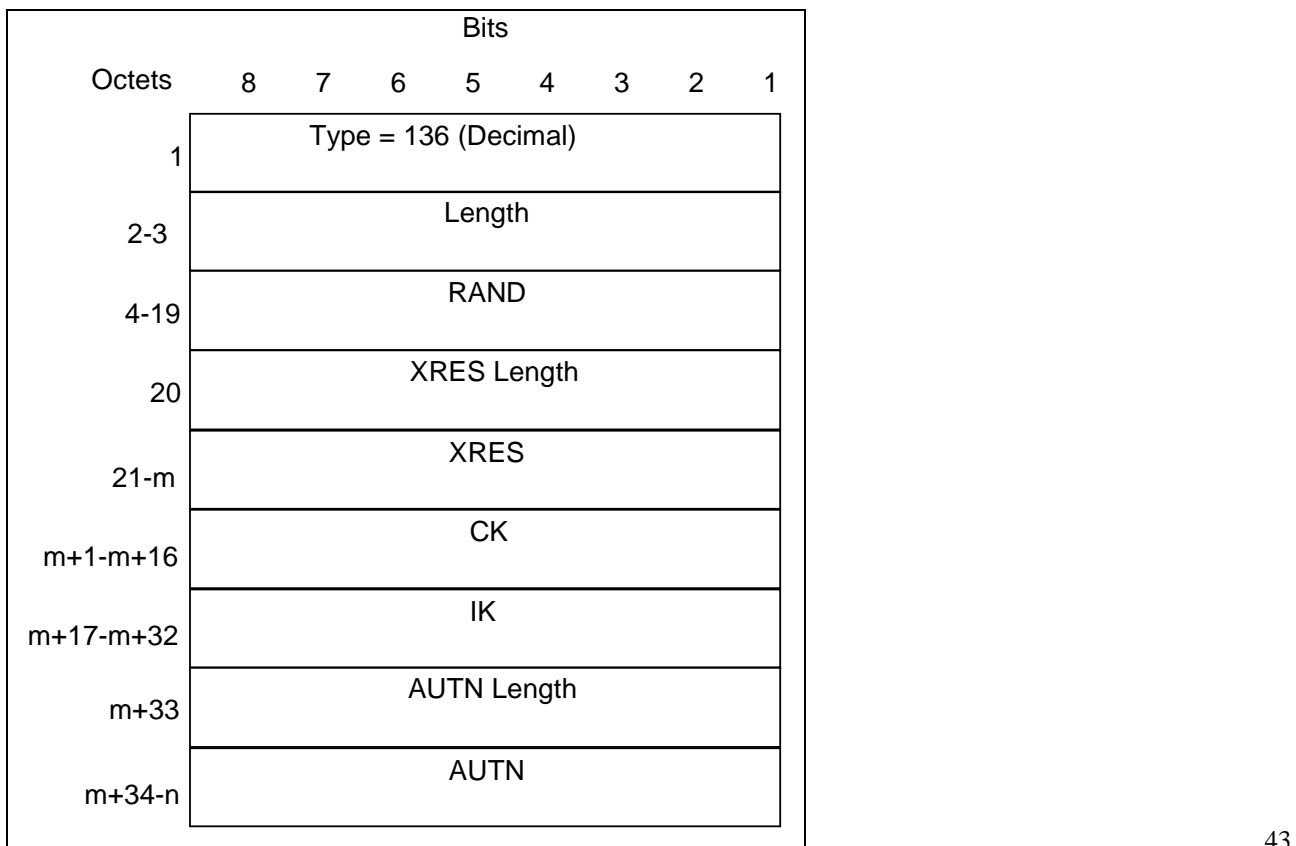 Bits
Octets 8 7 6 5 4 3 2 1
1 Type = 136 (Decimal)
2-3 Length
4-19 RAND
20 XRES Length
21-m XRES
m+1-m+16 CK
m+17-m+32 IK
m+33 AUTN Length
m+34-n AUTN
43